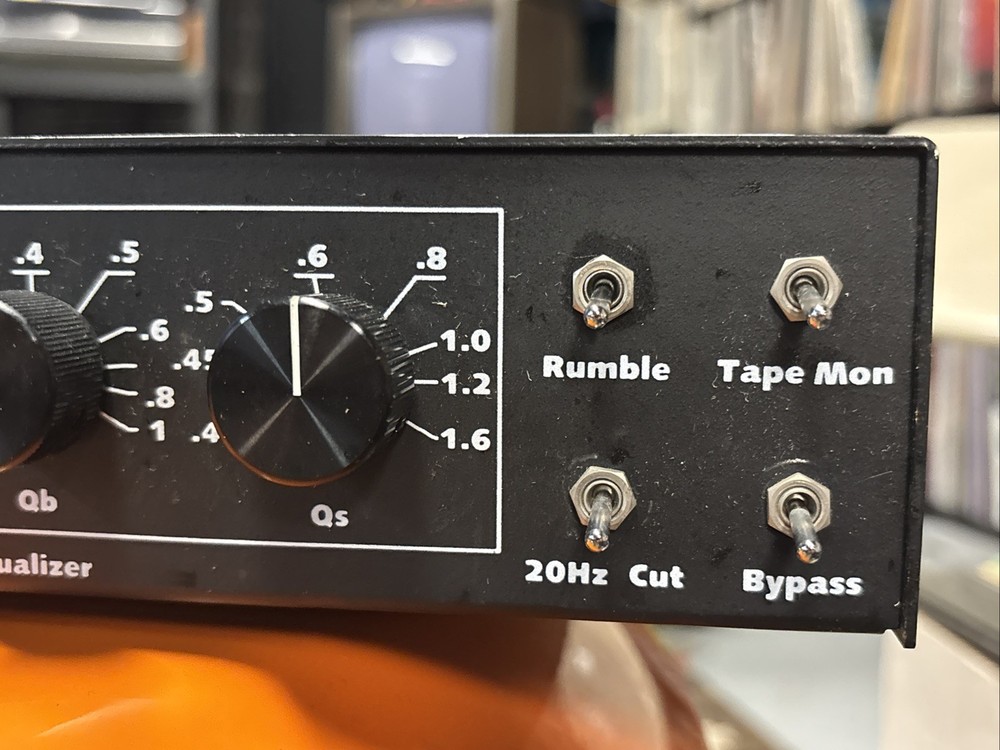 .4
.5
.6
.8
1
Qb
.4
.45
.5
.6
.8
1.0
1.2
1.6
Qs
ualizer
Rumble
Tape Mon
20Hz Cut
Bypass